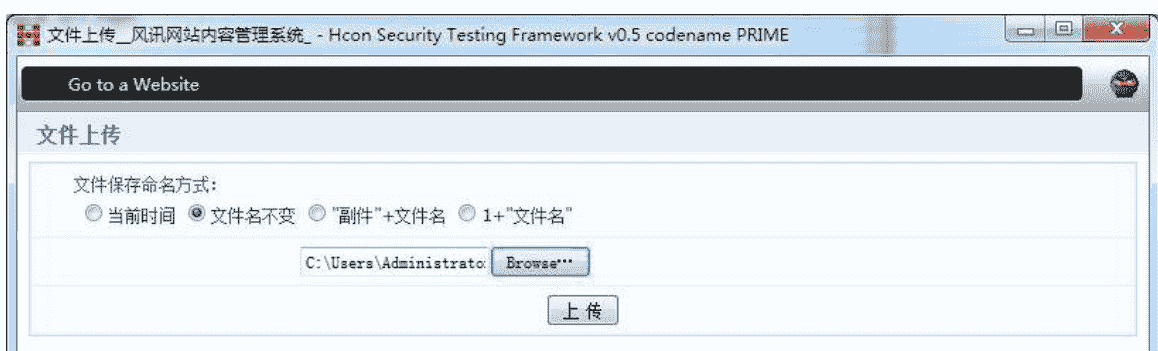 文件上传__风讯网站内容管理系统_ - Hcon Security Testing Framework v0.5 codename PRIME
Go to a Website
文件上传
文件保存命名方式:
当前时间 文件名不变 "副件"+文件名 1+"文件名"
C:\Users\Administrato Browse…
上 传